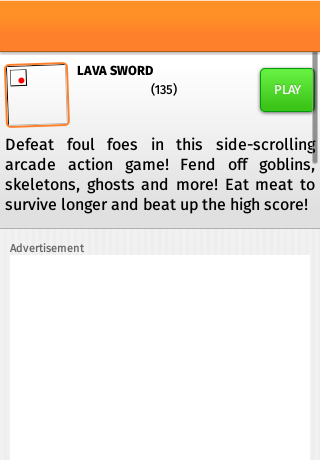 LAVA SWORD
(135)
PLAY
Defeat foul foes in this side-scrolling
arcade action game! Fend off goblins,
skeletons, ghosts and more! Eat meat to
survive longer and beat up the high score!
Advertisement